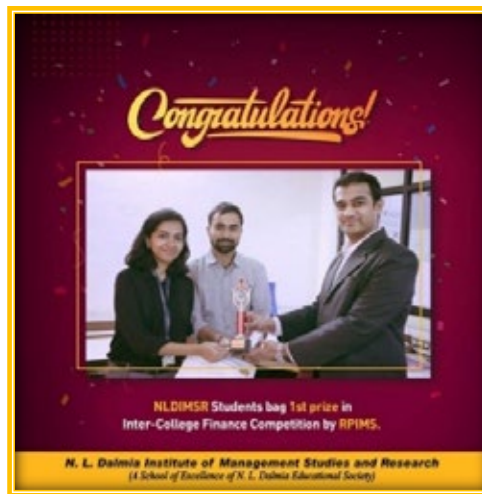 Congratulations!
NLDIMSR Students bag 1st prize in
Inter-College Finance Competition by RPIMS.
N. L. Dalmia Institute of Management Studies and Research
(A School of Excellence of N. L. Dalmia Educational Society)